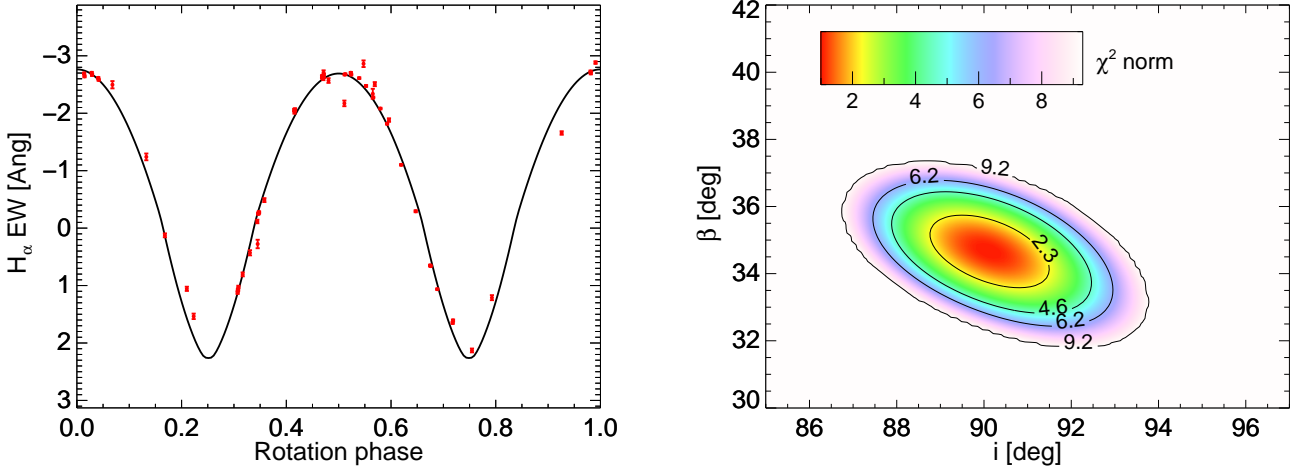 −3
−2
−1
0
1
2
3
Hα EW [Ang]
0.0 0.2 0.4 0.6 0.8 1.0
Rotation phase
42
40
38
36
34
32
30
β [deg]
2 4 6 8
χ² norm
9.2
6.2
2.3
4.6
6.2
9.2
86 88 90 92 94 96
i [deg]